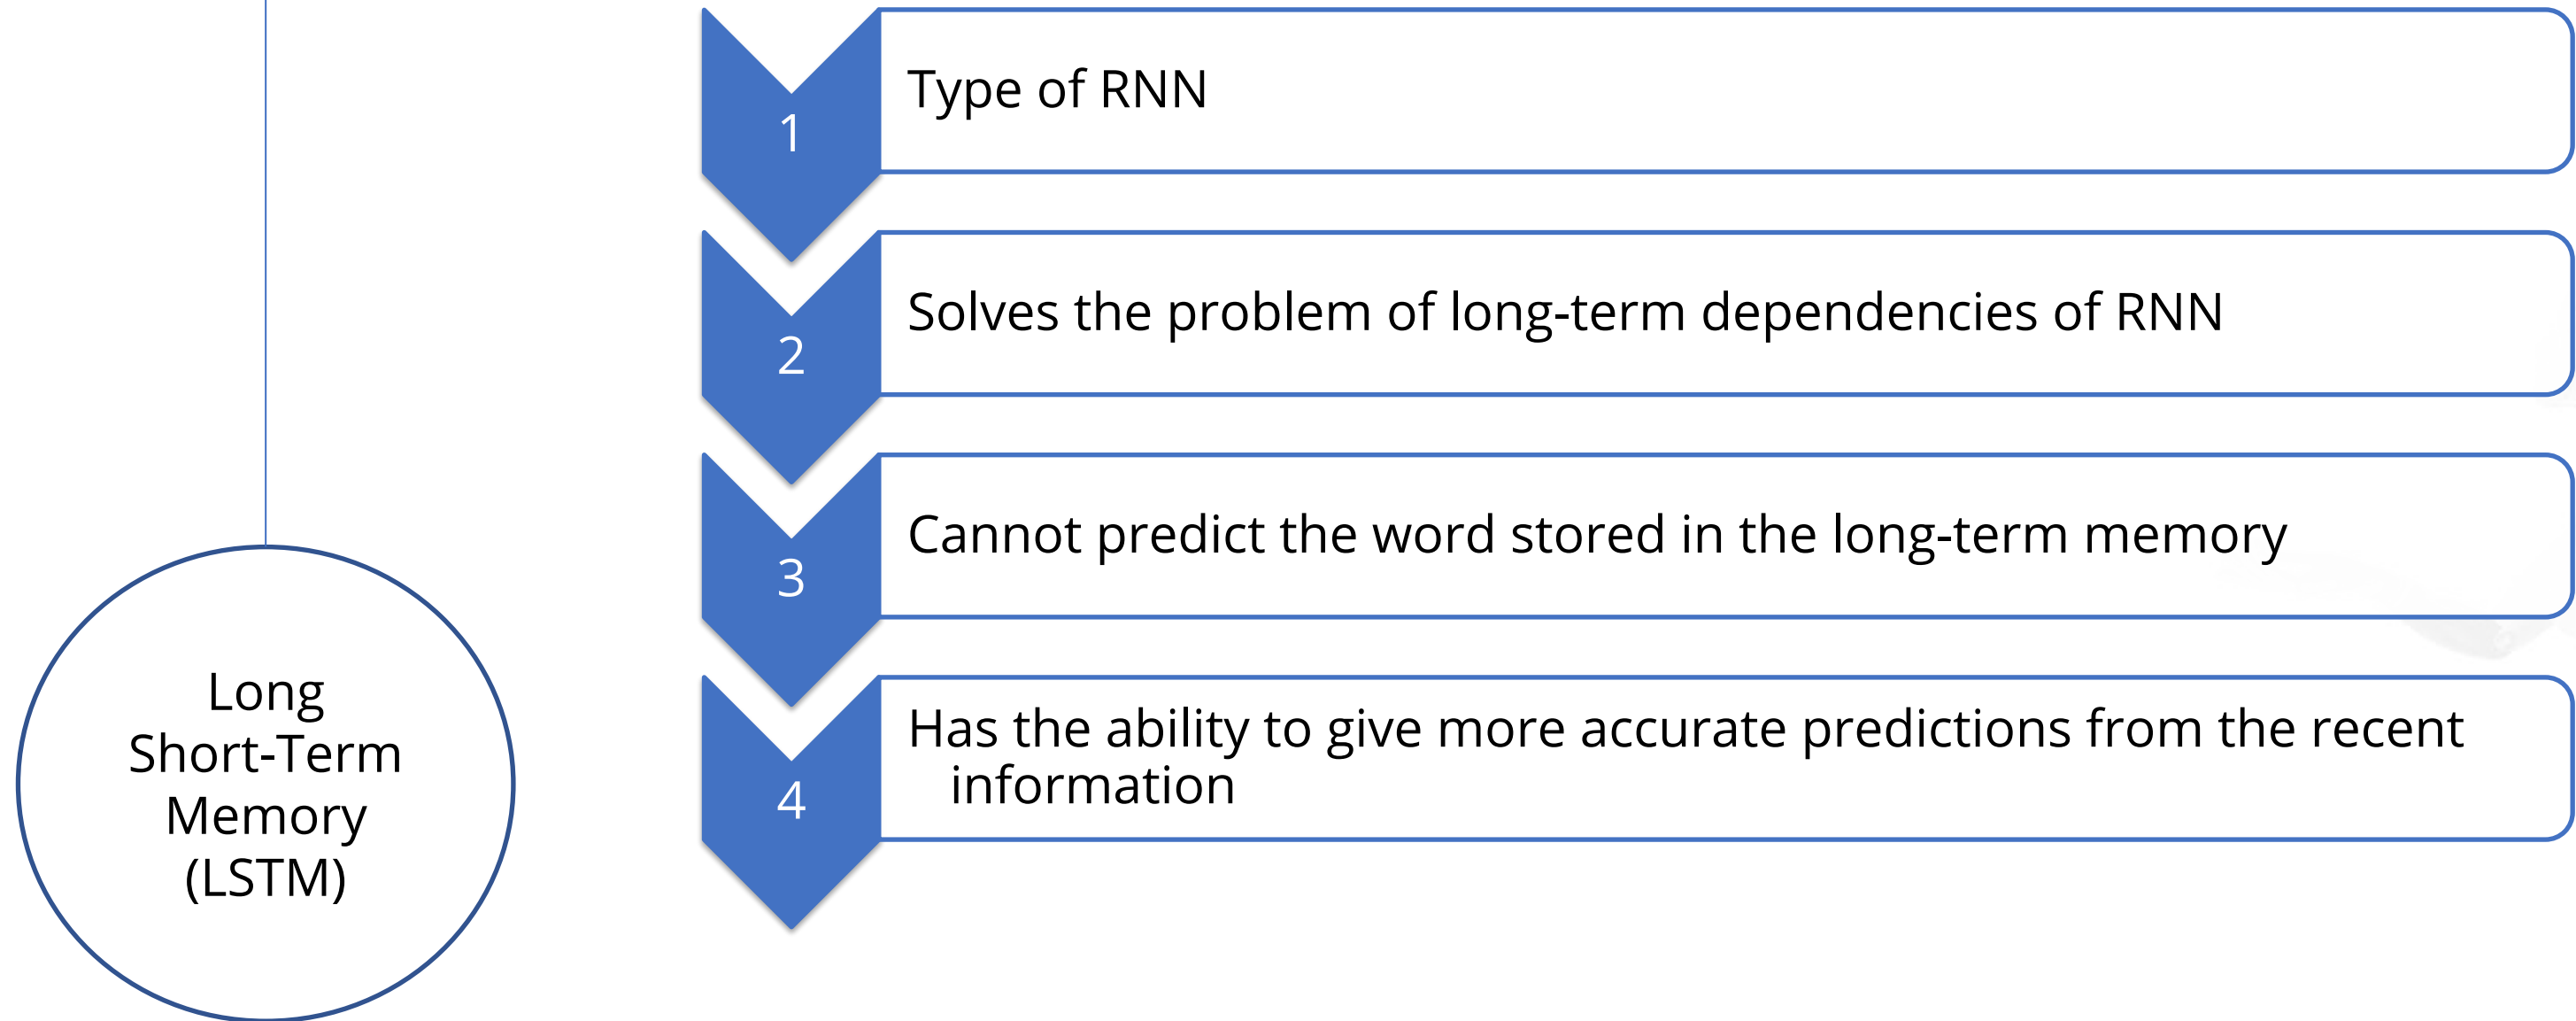 1
Type of RNN
2
Solves the problem of long-term dependencies of RNN
3
Cannot predict the word stored in the long-term memory
4
Has the ability to give more accurate predictions from the recent
information
Long
Short-Term
Memory
(LSTM)